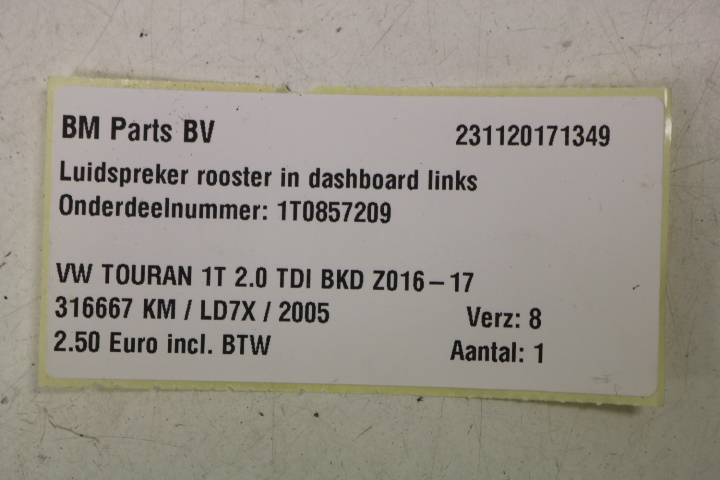 BM Parts BV 231120171349
Luidspreker rooster in dashboard links
Onderdeelnummer: 1T0857209
VW TOURAN 1T 2.0 TDI BKD Z016-17
316667 KM / LD7X / 2005 Verz: 8
2.50 Euro incl. BTW Aantal: 1